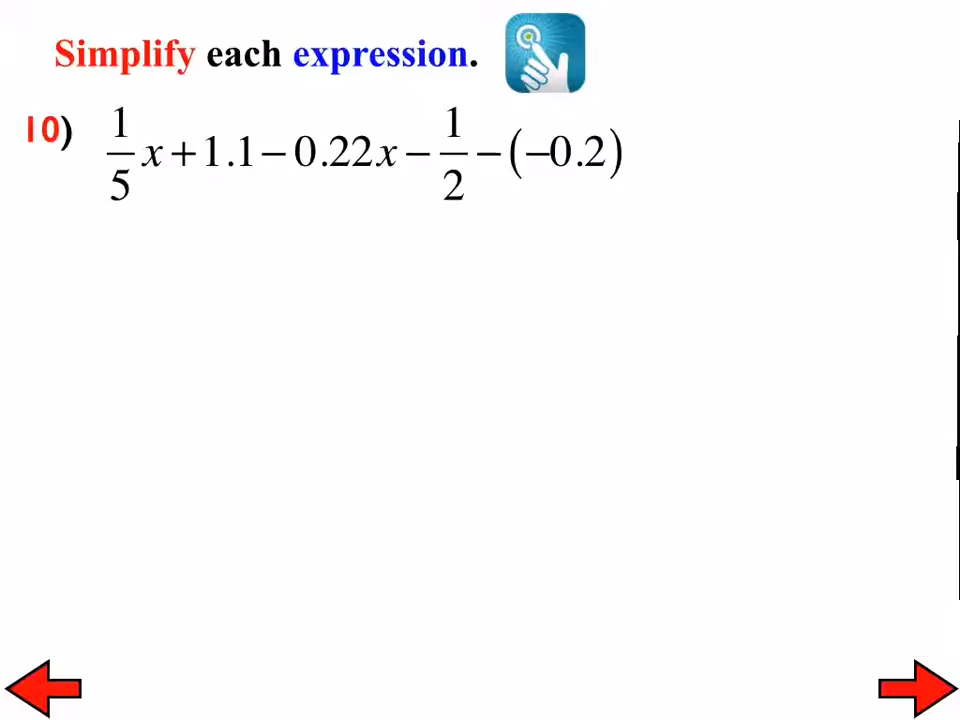 Simplify each expression.
10) 1/5 x + 1.1 − 0.22x − 1/2 − (−0.2)